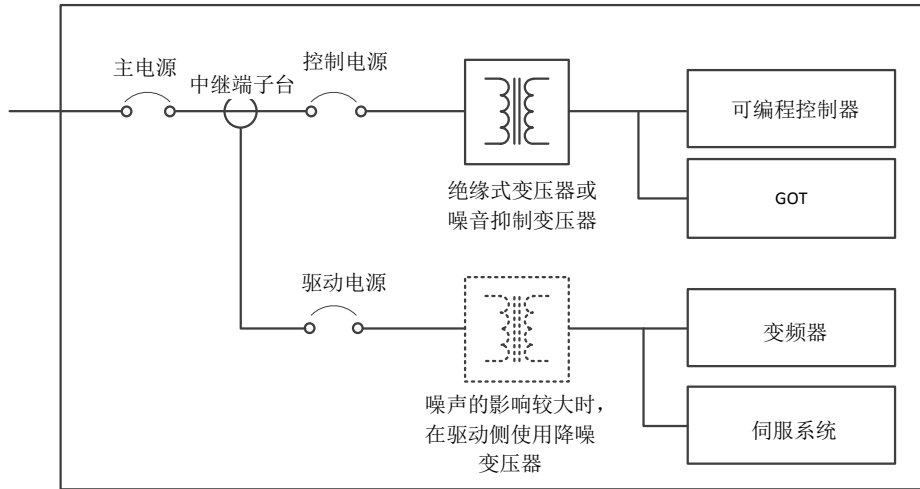 主电源
中继端子台
控制电源
可编程控制器
绝缘式变压器或
噪音抑制变压器
GOT
驱动电源
变频器
噪声的影响较大时，
在驱动侧使用降噪
变压器
伺服系统